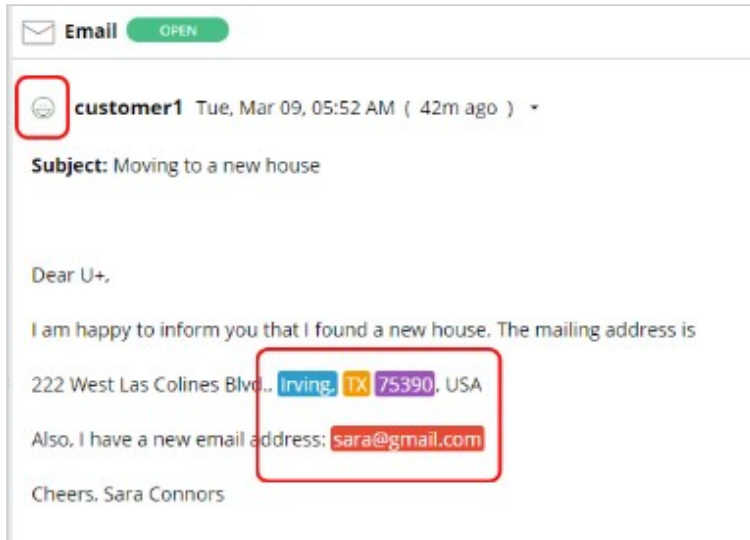 Email OPEN
customer1 Tue, Mar 09, 05:52 AM ( 42m ago )
Subject: Moving to a new house
Dear U+,
I am happy to inform you that I found a new house. The mailing address is
222 West Las Colines Blvd., Irving, TX 75390, USA
Also, I have a new email address: sara@gmail.com
Cheers, Sara Connors